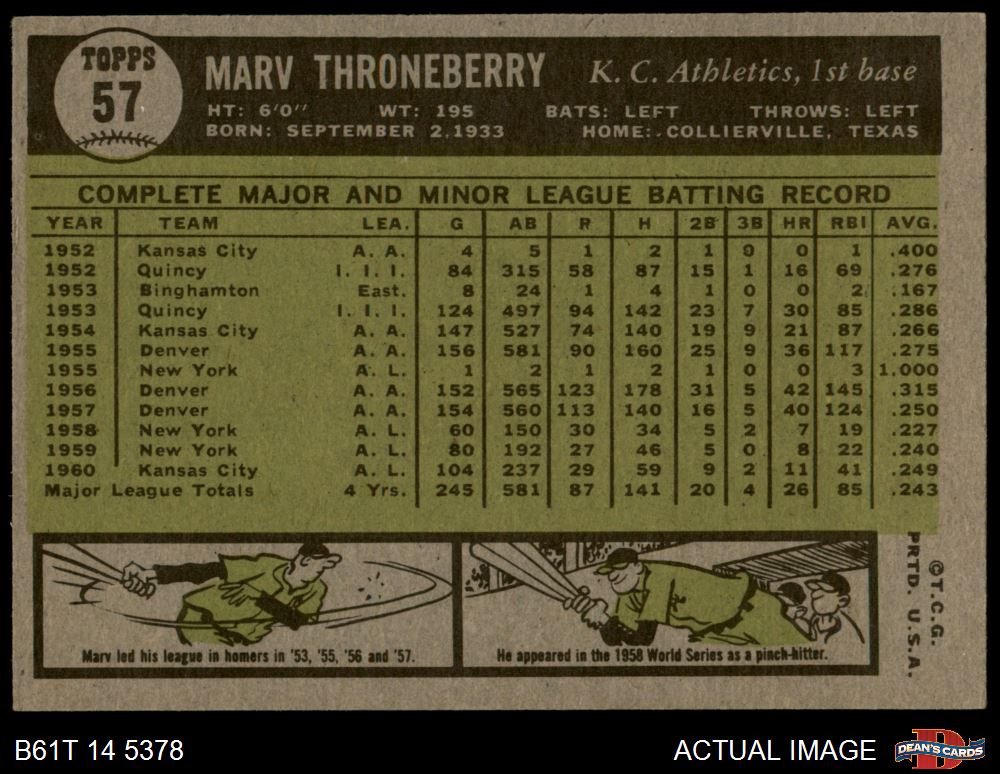 TOPPS
57
MARV THRONEBERRY K. C. Athletics, 1st base
HT: 6'0" WT: 195 BATS: LEFT THROWS: LEFT
BORN: SEPTEMBER 2, 1933 HOME: COLLIERVILLE, TEXAS
COMPLETE MAJOR AND MINOR LEAGUE BATTING RECORD
YEAR TEAM LEA. G AB R H 2B 3B HR RBI AVG.
1952 Kansas City A. A. 4 5 1 2 1 0 0 1 .400
1952 Quincy I. I. I. 84 315 58 87 15 1 16 69 .276
1953 Binghamton East. 8 24 1 4 1 0 0 2 .167
1953 Quincy I. I. I. 124 497 94 142 23 7 30 85 .286
1954 Kansas City A. A. 147 527 74 140 19 9 21 87 .266
1955 Denver A. A. 156 581 90 160 25 9 36 117 .275
1955 New York A. L. 1 2 1 2 1 0 0 3 1.000
1956 Denver A. A. 152 565 123 178 31 5 42 145 .315
1957 Denver A. A. 154 560 113 140 16 5 40 124 .250
1958 New York A. L. 60 150 30 34 5 2 7 19 .227
1959 New York A. L. 80 192 27 46 5 0 8 22 .240
1960 Kansas City A. L. 104 237 29 59 9 2 11 41 .249
Major League Totals 4 Yrs. 245 581 87 141 20 4 26 85 .243
Marv led his league in homers in '53, '55, '56 and '57.
He appeared in the 1958 World Series as a pinch-hitter.
©T.C.G.
PRTD. U.S.A.
B61T 14 5378
ACTUAL IMAGE
DEAN'S CARDS